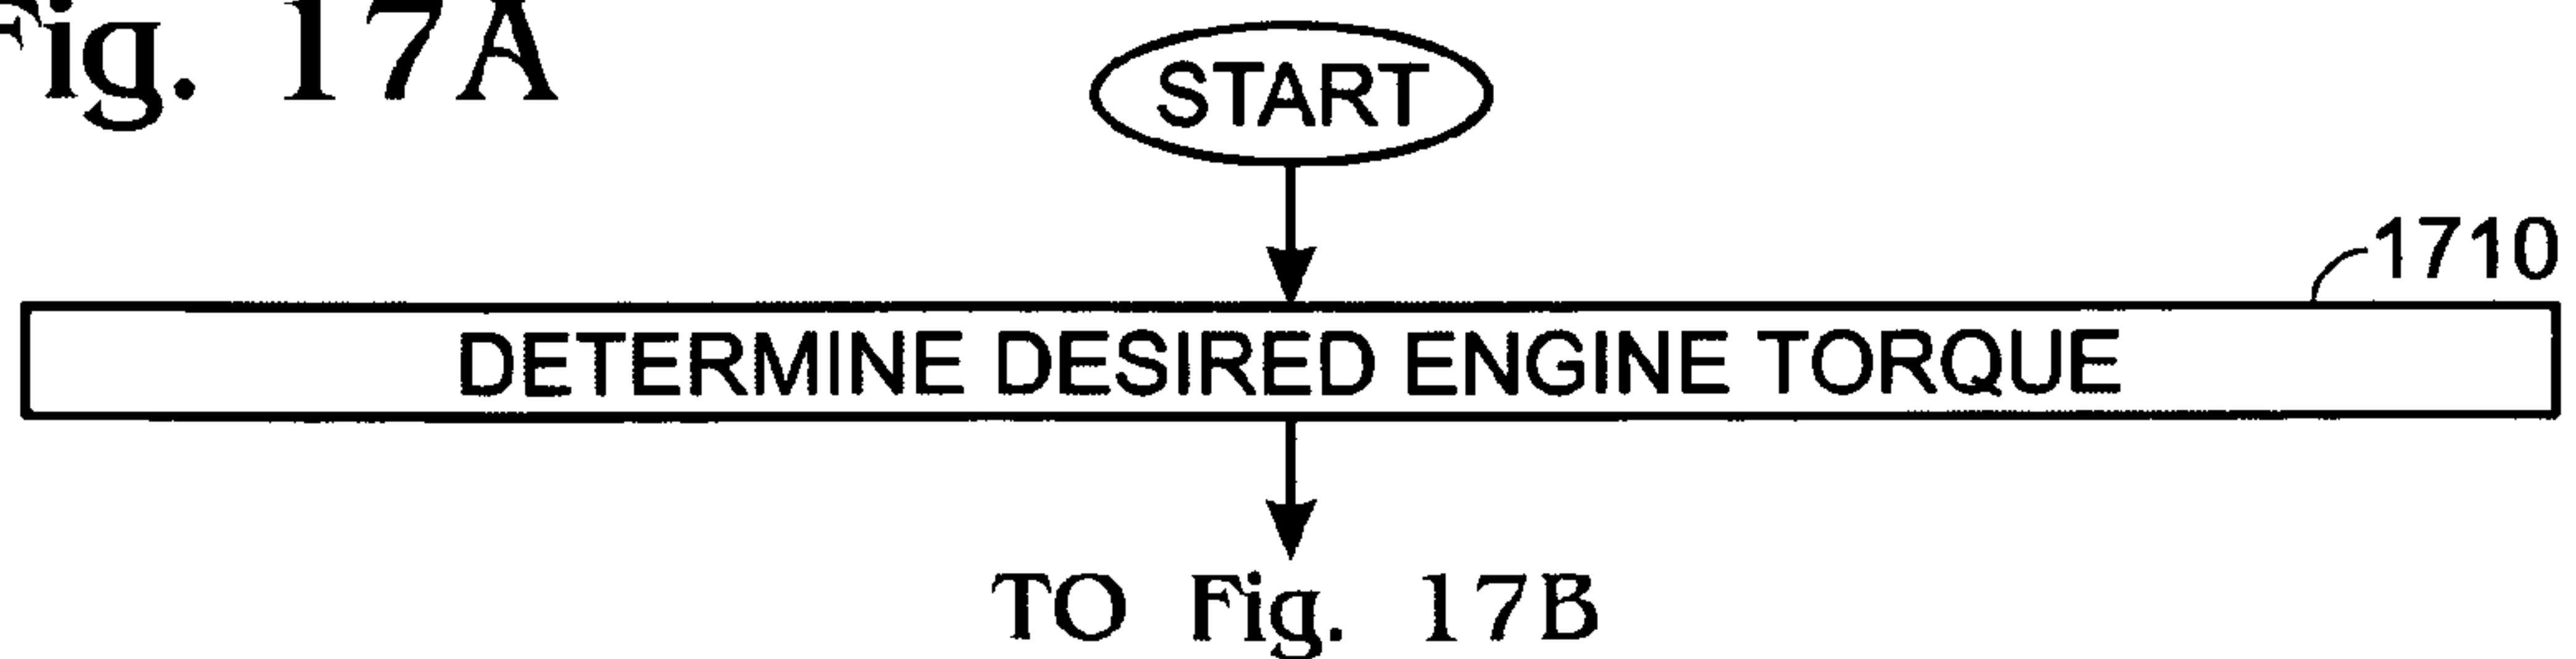 Fig. 17A
START
1710
DETERMINE DESIRED ENGINE TORQUE
TO Fig. 17B